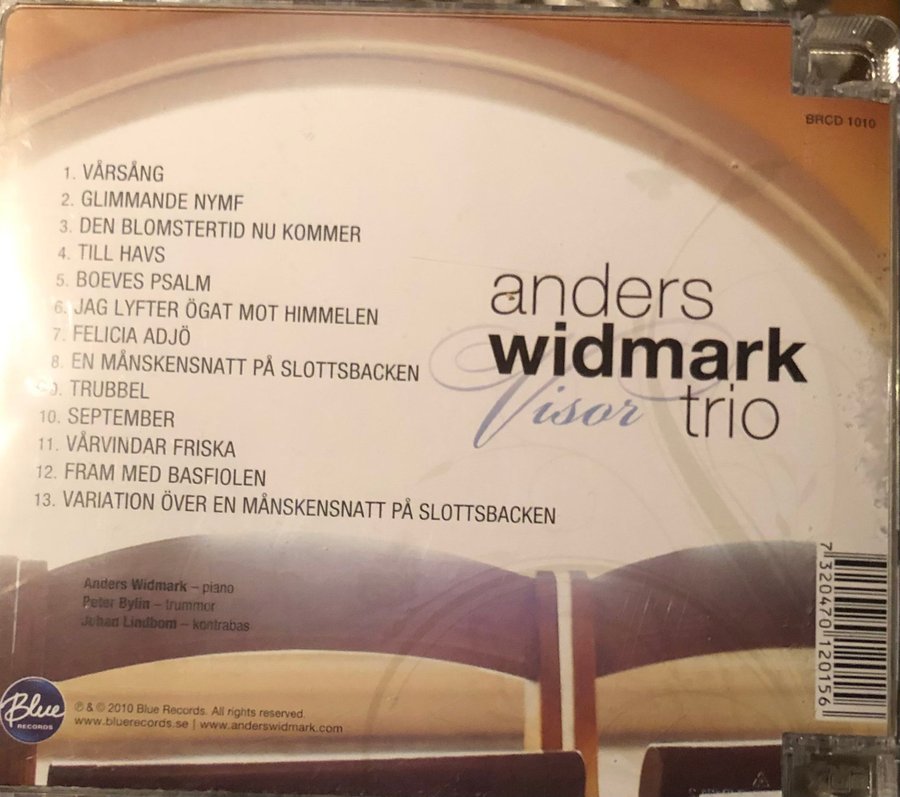 BRCD 1010
1. VÅRSÅNG
2. GLIMMANDE NYMF
3. DEN BLOMSTERTID NU KOMMER
4. TILL HAVS
5. BOEVES PSALM
6. JAG LYFTER ÖGAT MOT HIMMELEN
7. FELICIA ADJÖ
8. EN MÅNSKENSNATT PÅ SLOTTSBACKEN
9. TRUBBEL
10. SEPTEMBER
11. VÅRVINDAR FRISKA
12. FRAM MED BASFIOLEN
13. VARIATION ÖVER EN MÅNSKENSNATT PÅ SLOTTSBACKEN
anders
widmark
Visor trio
Anders Widmark – piano
Peter Bylin – trummor
Johan Lindbom – kontrabas
7 320470 120156
Blue
RECORDS
℗ & © 2010 Blue Records. All rights reserved.
www.bluerecords.se | www.anderswidmark.com